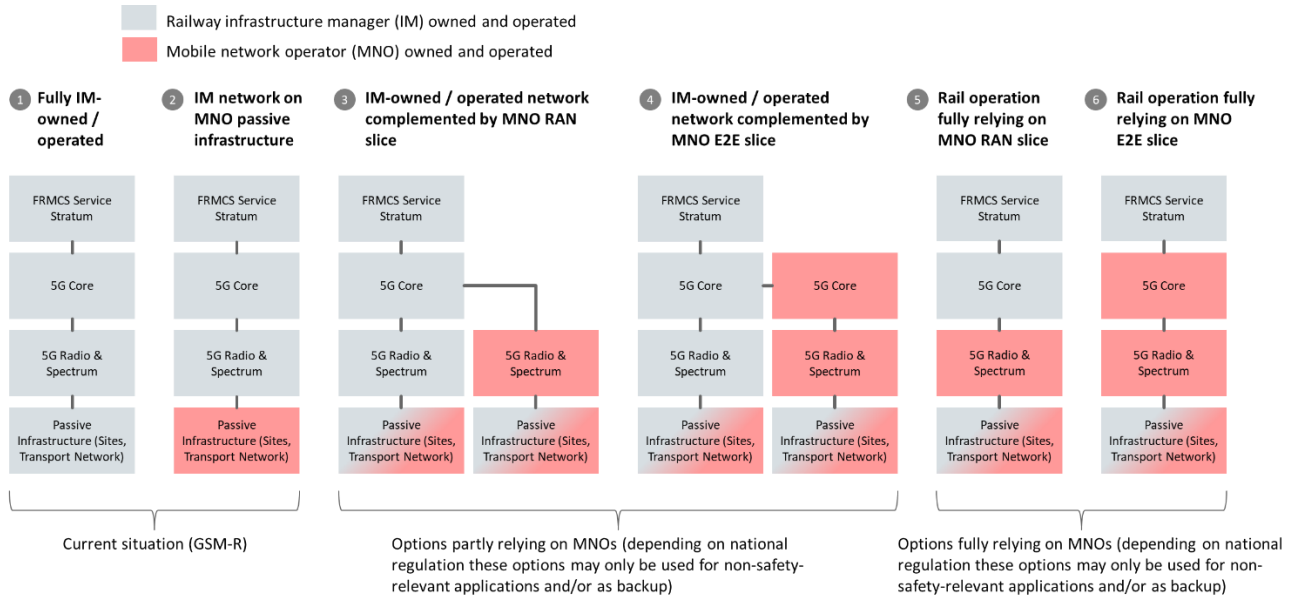 Railway infrastructure manager (IM) owned and operated
Mobile network operator (MNO) owned and operated
1 Fully IM-
owned /
operated
2 IM network on
MNO passive
infrastructure
3 IM-owned / operated network
complemented by MNO RAN
slice
4 IM-owned / operated
network complemented by
MNO E2E slice
5 Rail operation
fully relying on
MNO RAN slice
6 Rail operation fully
relying on MNO
E2E slice
FRMCS Service
Stratum
5G Core
5G Radio &
Spectrum
Passive
Infrastructure (Sites,
Transport Network)
FRMCS Service
Stratum
5G Core
5G Radio &
Spectrum
Passive
Infrastructure (Sites,
Transport Network)
FRMCS Service
Stratum
5G Core
5G Radio &
Spectrum
Passive
Infrastructure (Sites,
Transport Network)
5G Radio &
Spectrum
Passive
Infrastructure (Sites,
Transport Network)
FRMCS Service
Stratum
5G Core
5G Radio &
Spectrum
Passive
Infrastructure (Sites,
Transport Network)
5G Core
5G Radio &
Spectrum
Passive
Infrastructure (Sites,
Transport Network)
FRMCS Service
Stratum
5G Core
5G Radio &
Spectrum
Passive
Infrastructure (Sites,
Transport Network)
FRMCS Service
Stratum
5G Core
5G Radio &
Spectrum
Passive
Infrastructure (Sites,
Transport Network)
Current situation (GSM-R)
Options partly relying on MNOs (depending on national
regulation these options may only be used for non-safety-
relevant applications and/or as backup)
Options fully relying on MNOs (depending on national
regulation these options may only be used for non-
safety-relevant applications and/or as backup)